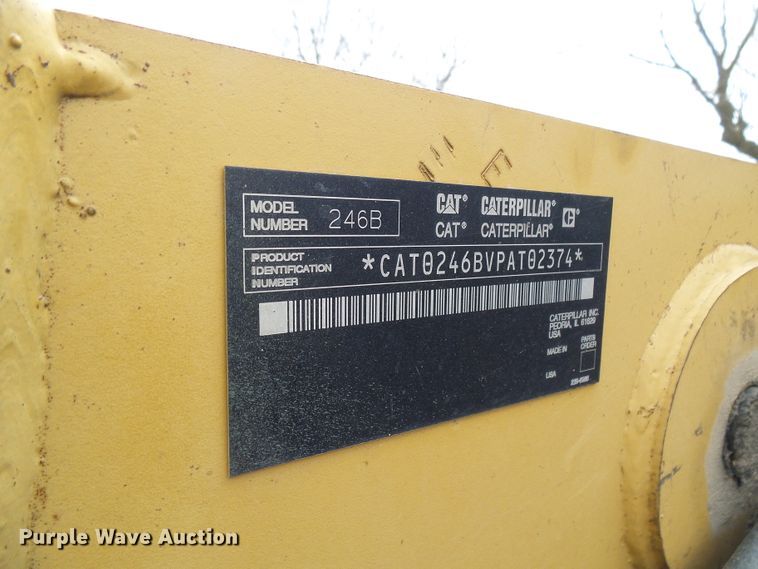 E
MODEL NUMBER 246B
CAT® CATERPILLAR® C®
CAT® CATERPILLAR®
PRODUCT IDENTIFICATION NUMBER *CAT0246BVPAT02374*
CATERPILLAR INC.
PEORIA, IL 61629
USA
MADE IN
PARTS ORDER
USA
Purple Wave Auction